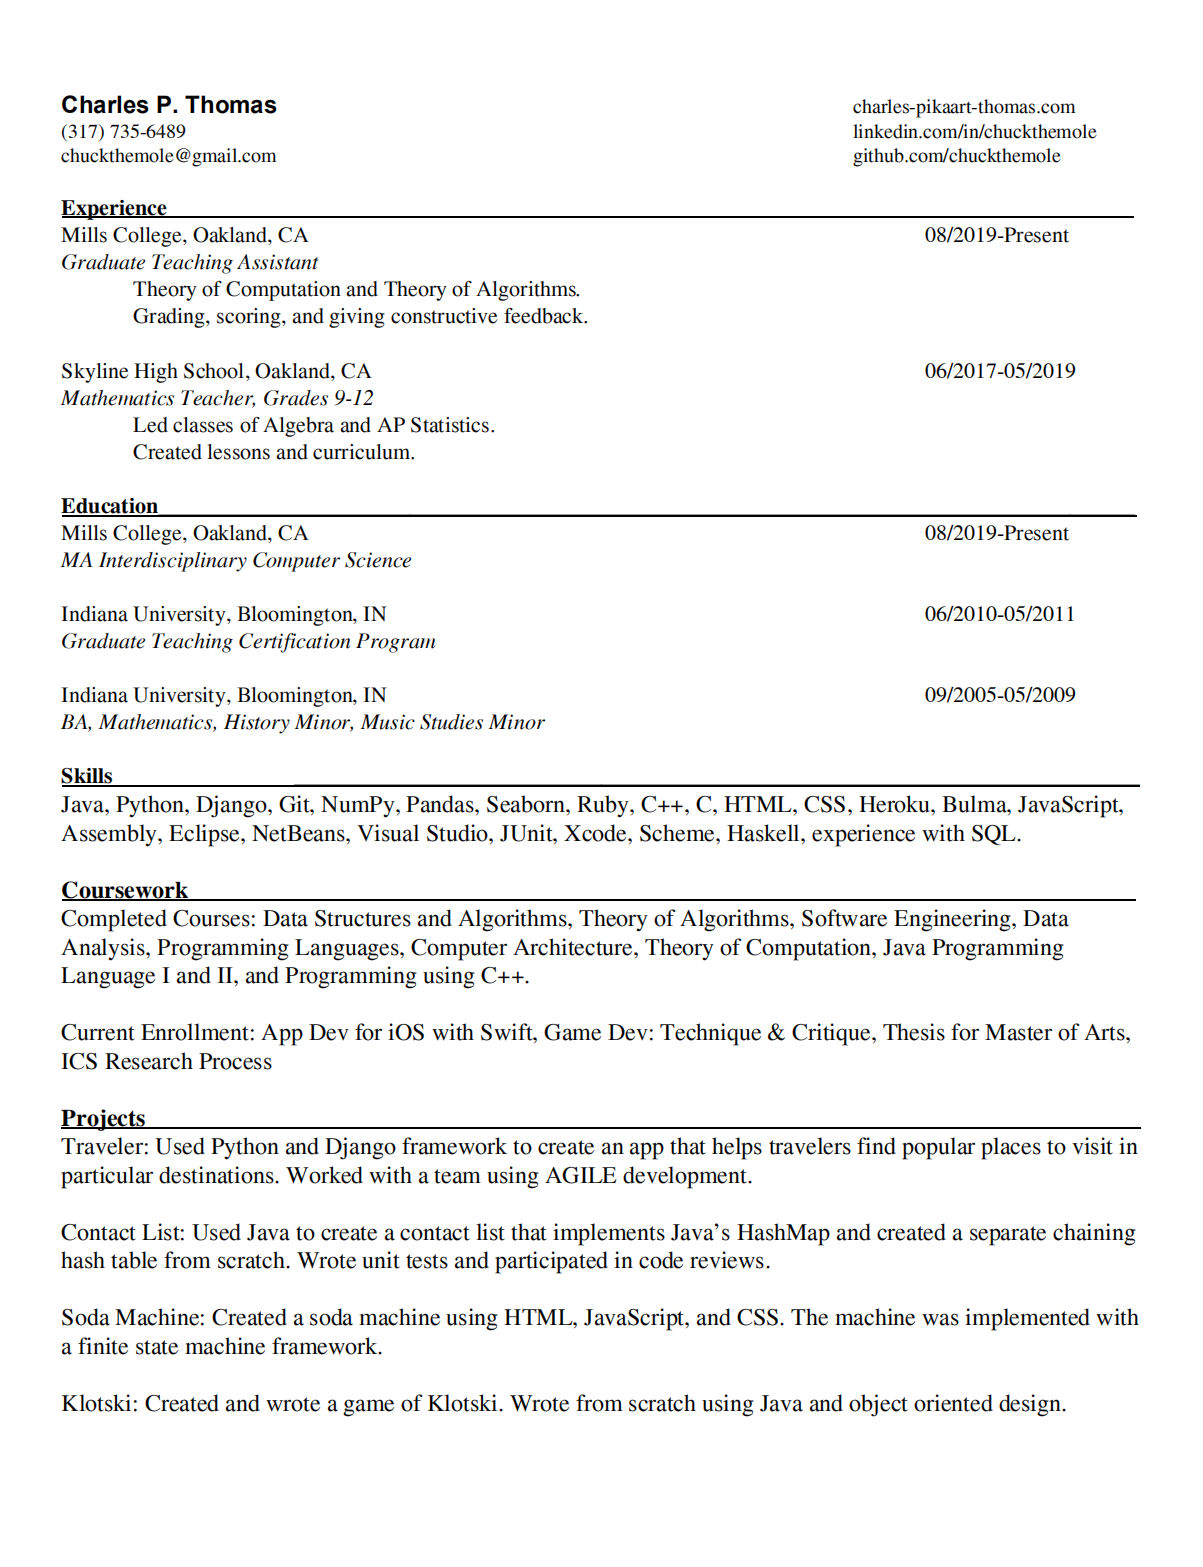 Charles P. Thomas charles-pikaart-thomas.com
(317) 735-6489 linkedin.com/in/chuckthemole
chuckthemole@gmail.com github.com/chuckthemole
Experience
Mills College, Oakland, CA 08/2019-Present
Graduate Teaching Assistant
Theory of Computation and Theory of Algorithms.
Grading, scoring, and giving constructive feedback.
Skyline High School, Oakland, CA 06/2017-05/2019
Mathematics Teacher, Grades 9-12
Led classes of Algebra and AP Statistics.
Created lessons and curriculum.
Education
Mills College, Oakland, CA 08/2019-Present
MA Interdisciplinary Computer Science
Indiana University, Bloomington, IN 06/2010-05/2011
Graduate Teaching Certification Program
Indiana University, Bloomington, IN 09/2005-05/2009
BA, Mathematics, History Minor, Music Studies Minor
Skills
Java, Python, Django, Git, NumPy, Pandas, Seaborn, Ruby, C++, C, HTML, CSS, Heroku, Bulma, JavaScript,
Assembly, Eclipse, NetBeans, Visual Studio, JUnit, Xcode, Scheme, Haskell, experience with SQL.
Coursework
Completed Courses: Data Structures and Algorithms, Theory of Algorithms, Software Engineering, Data
Analysis, Programming Languages, Computer Architecture, Theory of Computation, Java Programming
Language I and II, and Programming using C++.
Current Enrollment: App Dev for iOS with Swift, Game Dev: Technique & Critique, Thesis for Master of Arts,
ICS Research Process
Projects
Traveler: Used Python and Django framework to create an app that helps travelers find popular places to visit in
particular destinations. Worked with a team using AGILE development.
Contact List: Used Java to create a contact list that implements Java’s HashMap and created a separate chaining
hash table from scratch. Wrote unit tests and participated in code reviews.
Soda Machine: Created a soda machine using HTML, JavaScript, and CSS. The machine was implemented with
a finite state machine framework.
Klotski: Created and wrote a game of Klotski. Wrote from scratch using Java and object oriented design.